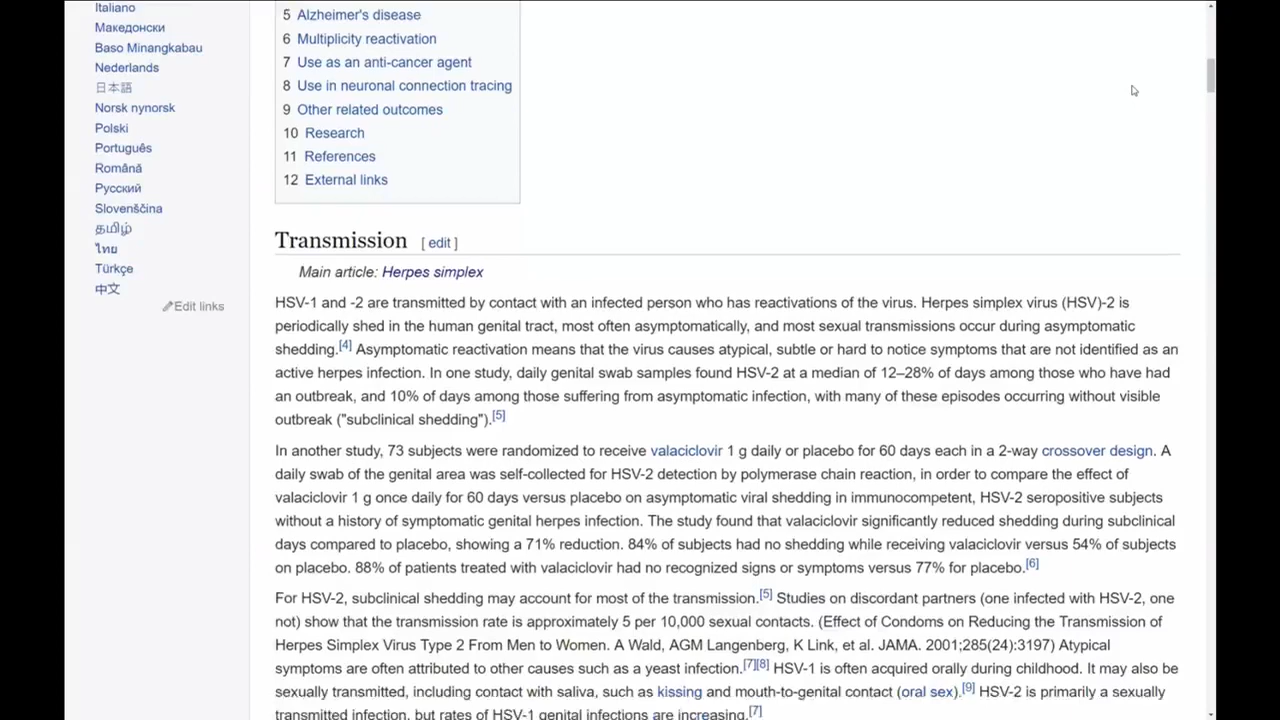 Italiano
Македонски
Baso Minangkabau
Nederlands
日本語
Norsk nynorsk
Polski
Português
Română
Русский
Slovenščina
தமிழ்
ไทย
Türkçe
中文
Edit links
5 Alzheimer's disease
6 Multiplicity reactivation
7 Use as an anti-cancer agent
8 Use in neuronal connection tracing
9 Other related outcomes
10 Research
11 References
12 External links
Transmission [ edit ]
Main article: Herpes simplex
HSV-1 and -2 are transmitted by contact with an infected person who has reactivations of the virus. Herpes simplex virus (HSV)-2 is
periodically shed in the human genital tract, most often asymptomatically, and most sexual transmissions occur during asymptomatic
shedding.[4] Asymptomatic reactivation means that the virus causes atypical, subtle or hard to notice symptoms that are not identified as an
active herpes infection. In one study, daily genital swab samples found HSV-2 at a median of 12–28% of days among those who have had
an outbreak, and 10% of days among those suffering from asymptomatic infection, with many of these episodes occurring without visible
outbreak ("subclinical shedding").[5]
In another study, 73 subjects were randomized to receive valaciclovir 1 g daily or placebo for 60 days each in a 2-way crossover design. A
daily swab of the genital area was self-collected for HSV-2 detection by polymerase chain reaction, in order to compare the effect of
valaciclovir 1 g once daily for 60 days versus placebo on asymptomatic viral shedding in immunocompetent, HSV-2 seropositive subjects
without a history of symptomatic genital herpes infection. The study found that valaciclovir significantly reduced shedding during subclinical
days compared to placebo, showing a 71% reduction. 84% of subjects had no shedding while receiving valaciclovir versus 54% of subjects
on placebo. 88% of patients treated with valaciclovir had no recognized signs or symptoms versus 77% for placebo.[6]
For HSV-2, subclinical shedding may account for most of the transmission.[5] Studies on discordant partners (one infected with HSV-2, one
not) show that the transmission rate is approximately 5 per 10,000 sexual contacts. (Effect of Condoms on Reducing the Transmission of
Herpes Simplex Virus Type 2 From Men to Women. A Wald, AGM Langenberg, K Link, et al. JAMA. 2001;285(24):3197) Atypical
symptoms are often attributed to other causes such as a yeast infection.[7][8] HSV-1 is often acquired orally during childhood. It may also be
sexually transmitted, including contact with saliva, such as kissing and mouth-to-genital contact (oral sex).[9] HSV-2 is primarily a sexually
transmitted infection, but rates of HSV-1 genital infections are increasing.[7]